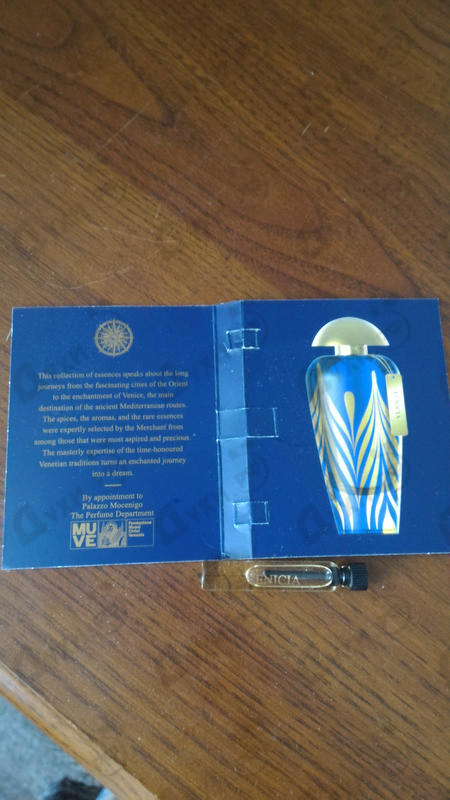 This collection of essences speaks about the long
journeys from the fascinating cities of the Orient
to the enchantment of Venice, the main
destination of the ancient Mediterranean routes.
The spices, the aromas, and the rare essences
were expertly selected by the Merchant from
among those that were most aspired and precious.
The masterly expertise of the time-honoured
Venetian traditions turns an enchanted journey
into a dream.
By appointment to
Palazzo Mocenigo
The Perfume Department
MU
VE
Fondazione
Musei
Civici
Venezia
ENICIA